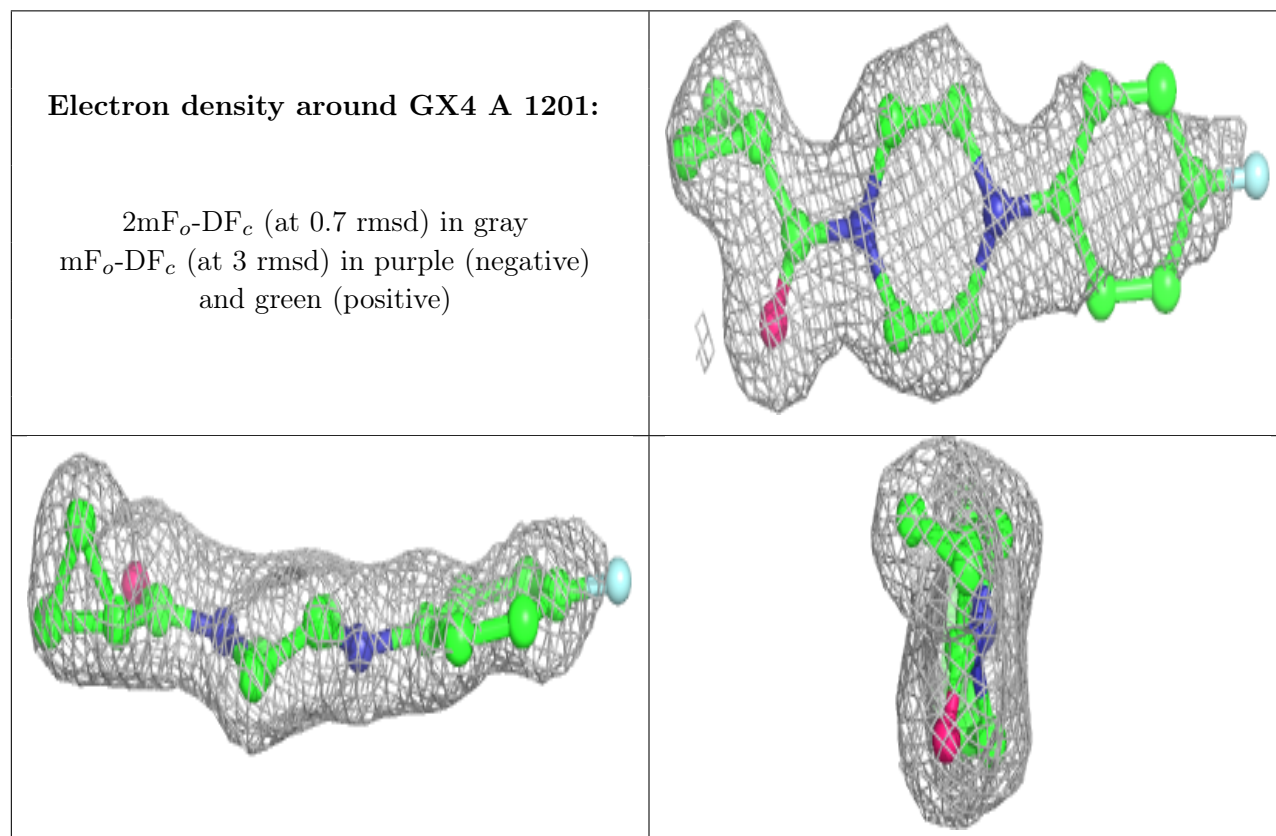 Electron density around GX4 A 1201:
2mFo-DFc (at 0.7 rmsd) in gray
mFo-DFc (at 3 rmsd) in purple (negative)
and green (positive)